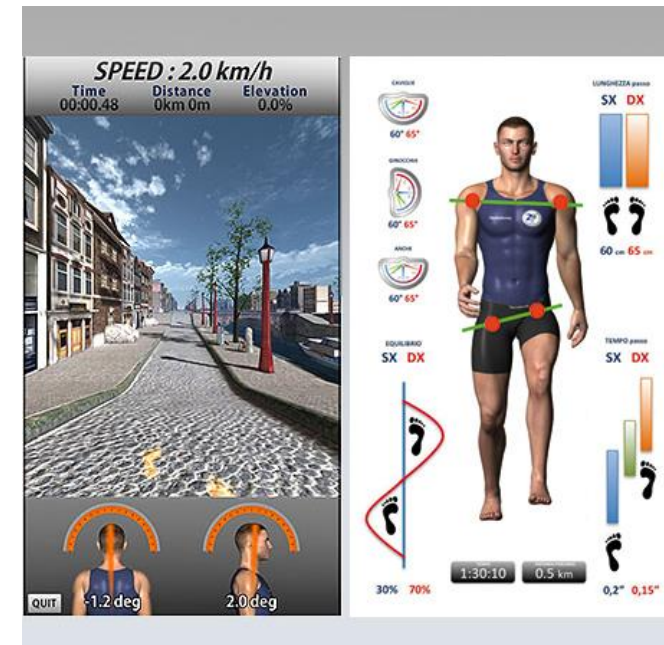 SPEED : 2.0 km/h
Time Distance Elevation
00:00.48 0km 0m 0.0%
-1.2 deg 2.0 deg
QUIT
CAVIGLIE
60° 65°
GINOCCHIA
60° 65°
ANCHE
60° 65°
EQUILIBRIO
SX DX
30% 70%
1:30:10
0.5 km
LUNGHEZZA passo
SX DX
60 cm 65 cm
TEMPO passo
SX DX
0,2" 0,15"